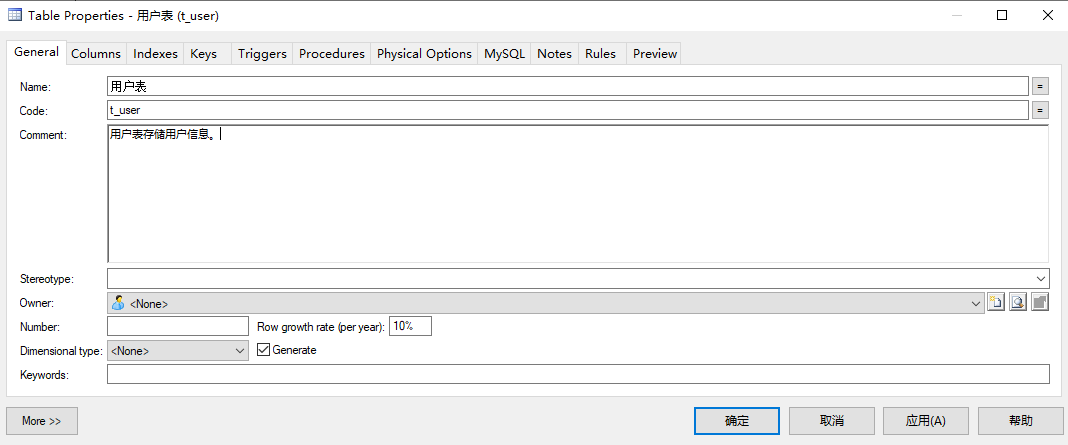 Table Properties - 用户表 (t_user)
General Columns Indexes Keys Triggers Procedures Physical Options MySQL Notes Rules Preview
Name: 用户表 =
Code: t_user =
Comment: 用户表存储用户信息。
Stereotype:
Owner: <None>
Number: Row growth rate (per year): 10%
Dimensional type: <None> Generate
Keywords:
More >> 确定 取消 应用(A) 帮助